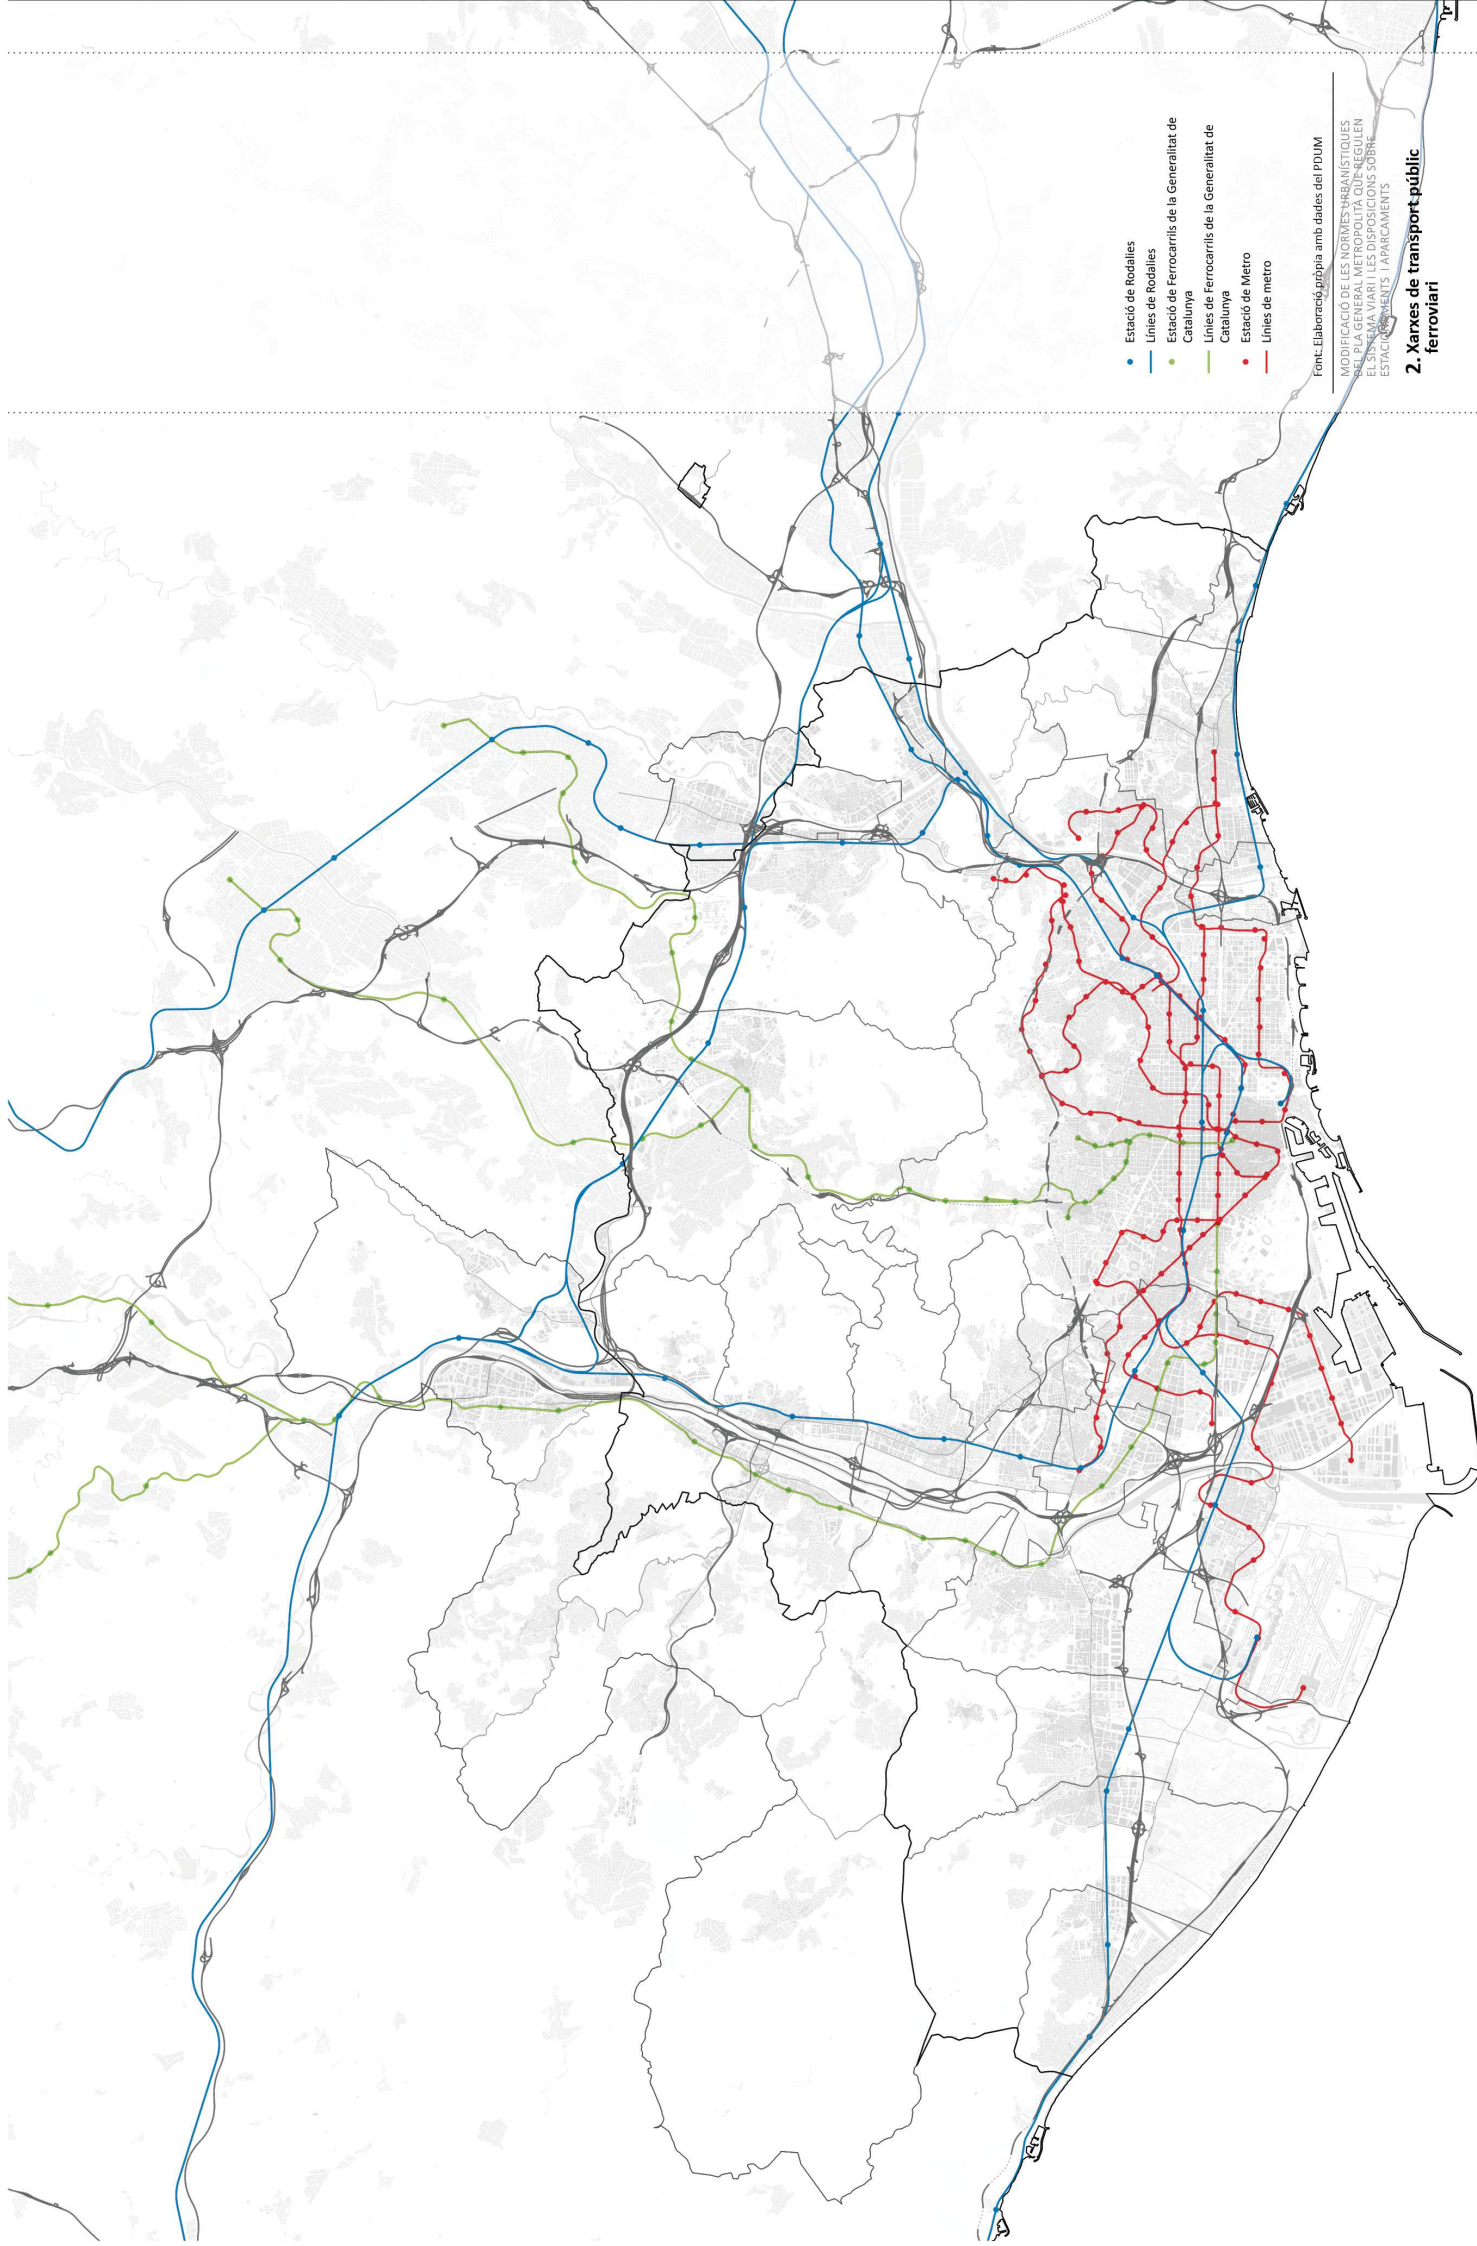 Estació de Rodalies
Línies de Rodalies
Estació de Ferrocarrils de la Generalitat de
Catalunya
Línies de Ferrocarrils de la Generalitat de
Catalunya
Estació de Metro
Línies de metro
Font: Elaboració pròpia amb dades del PDUM
MODIFICACIÓ DE LES NORMES URBANÍSTIQUES
DEL PLA GENERAL METROPOLITÀ QUE REGULEN
EL SISTEMA VIARI I LES DISPOSICIONS SOBRE
ESTACIONAMENTS I APARCAMENTS
2. Xarxes de transport públic
ferroviari